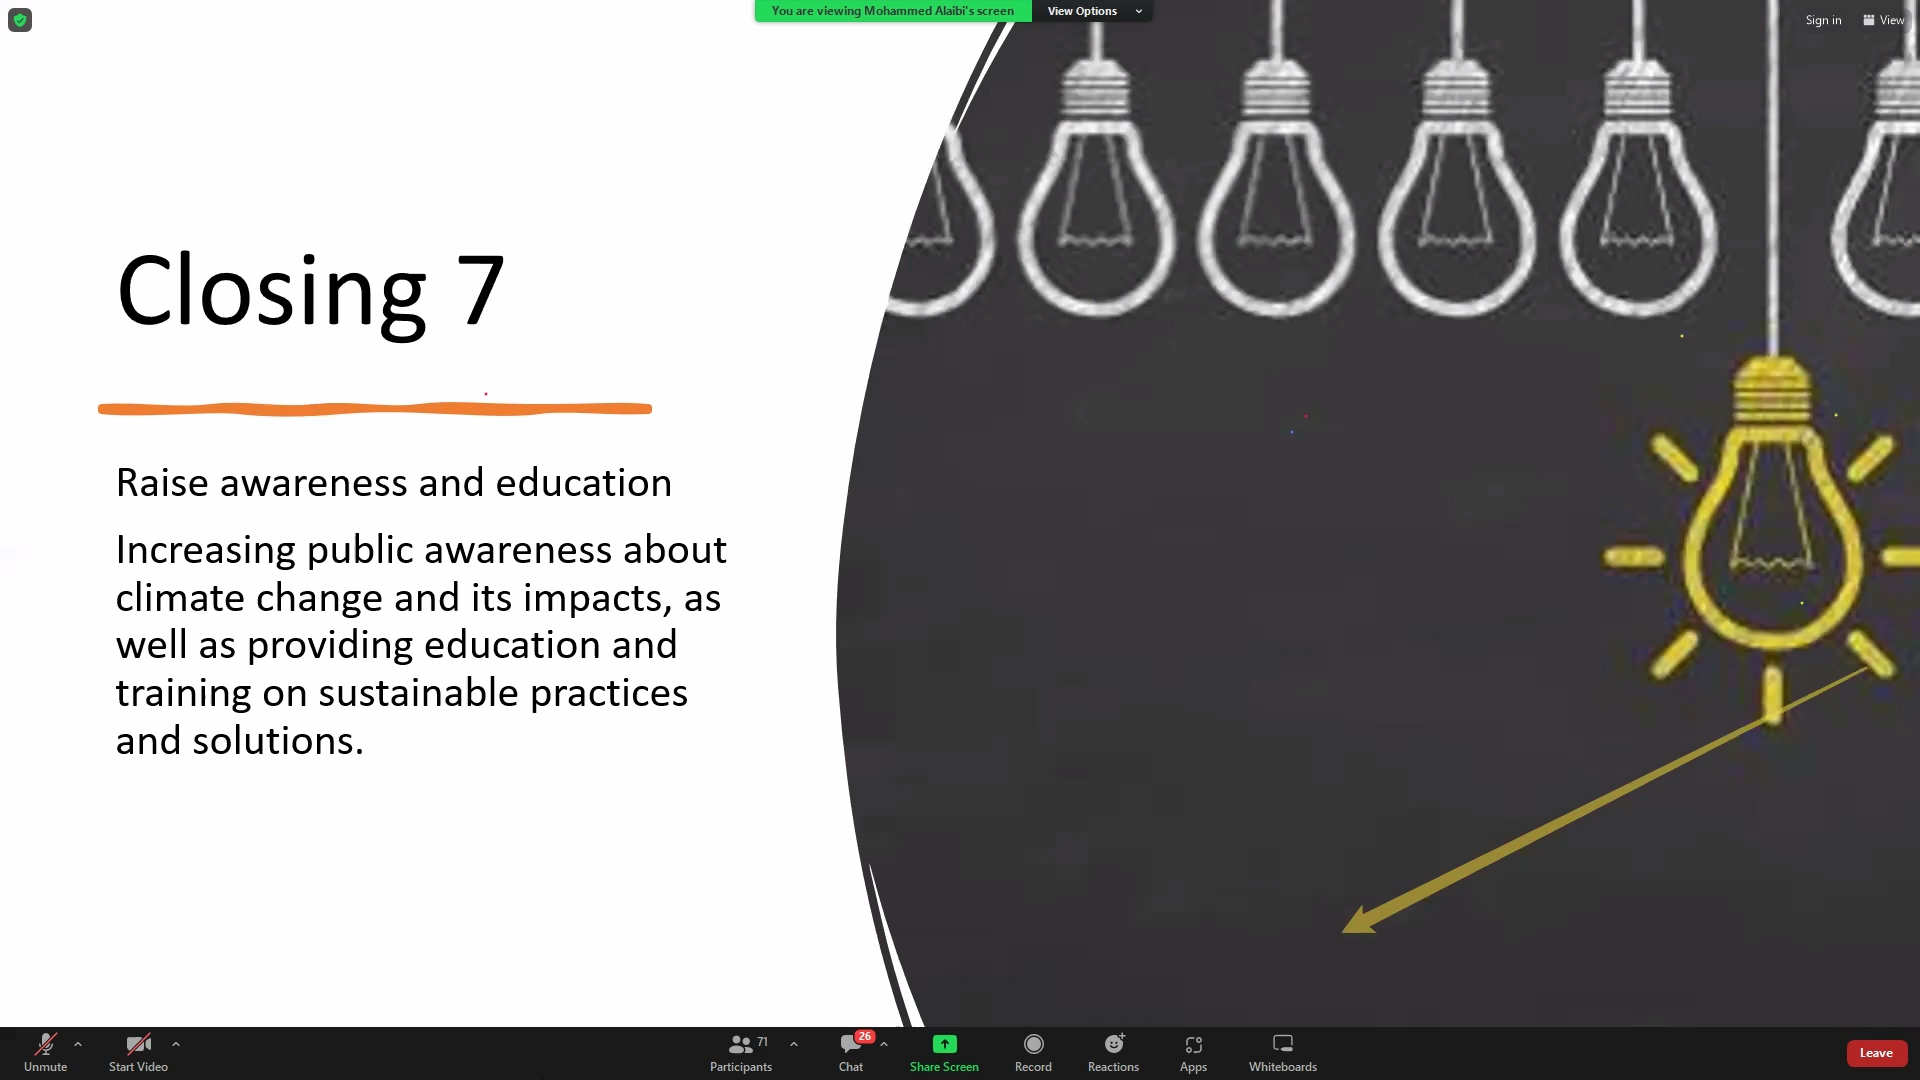 You are viewing Mohammed Alaibi's screen
View Options
Sign in
View
Closing 7
Raise awareness and education
Increasing public awareness about
climate change and its impacts, as
well as providing education and
training on sustainable practices
and solutions.
Unmute
Start Video
71
Participants
26
Chat
Share Screen
Record
Reactions
Apps
Whiteboards
Leave